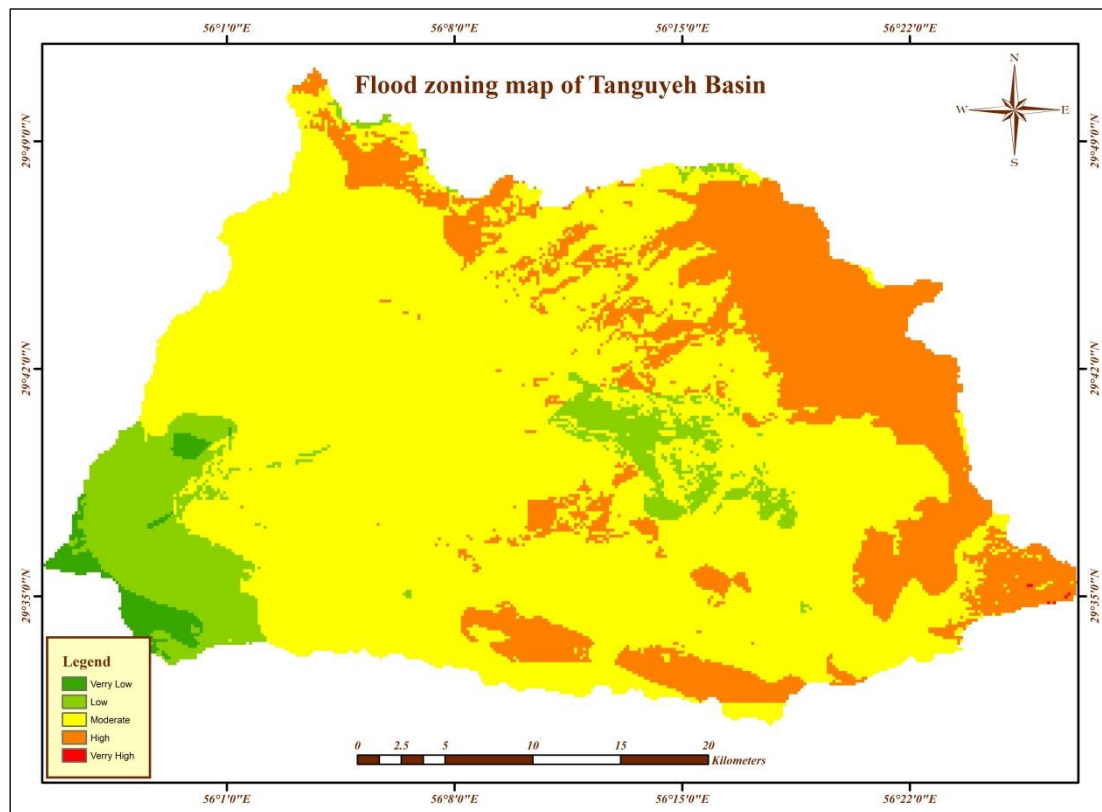 56°1'0"E
56°8'0"E
56°15'0"E
56°22'0"E
Flood zoning map of Tanguyeh Basin
N
W
E
S
29°49'0"N
29°49'0"N
29°42'0"N
29°42'0"N
29°35'0"N
29°35'0"N
Legend
Verry Low
Low
Moderate
High
Verry High
0 2.5 5 10 15 20
Kilometers
56°1'0"E
56°8'0"E
56°15'0"E
56°22'0"E